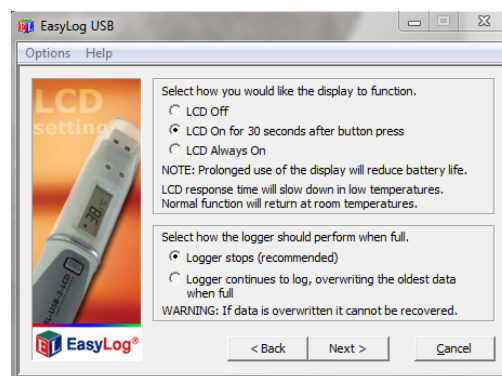 EasyLog USB
Options Help
LCD
setting
Select how you would like the display to function.
LCD Off
LCD On for 30 seconds after button press
LCD Always On
NOTE: Prolonged use of the display will reduce battery life.
LCD response time will slow down in low temperatures.
Normal function will return at room temperatures.
Select how the logger should perform when full.
Logger stops (recommended)
Logger continues to log, overwriting the oldest data
when full
WARNING: If data is overwritten it cannot be recovered.
EL-USB-2-LCD
EasyLog®
< Back Next > Cancel